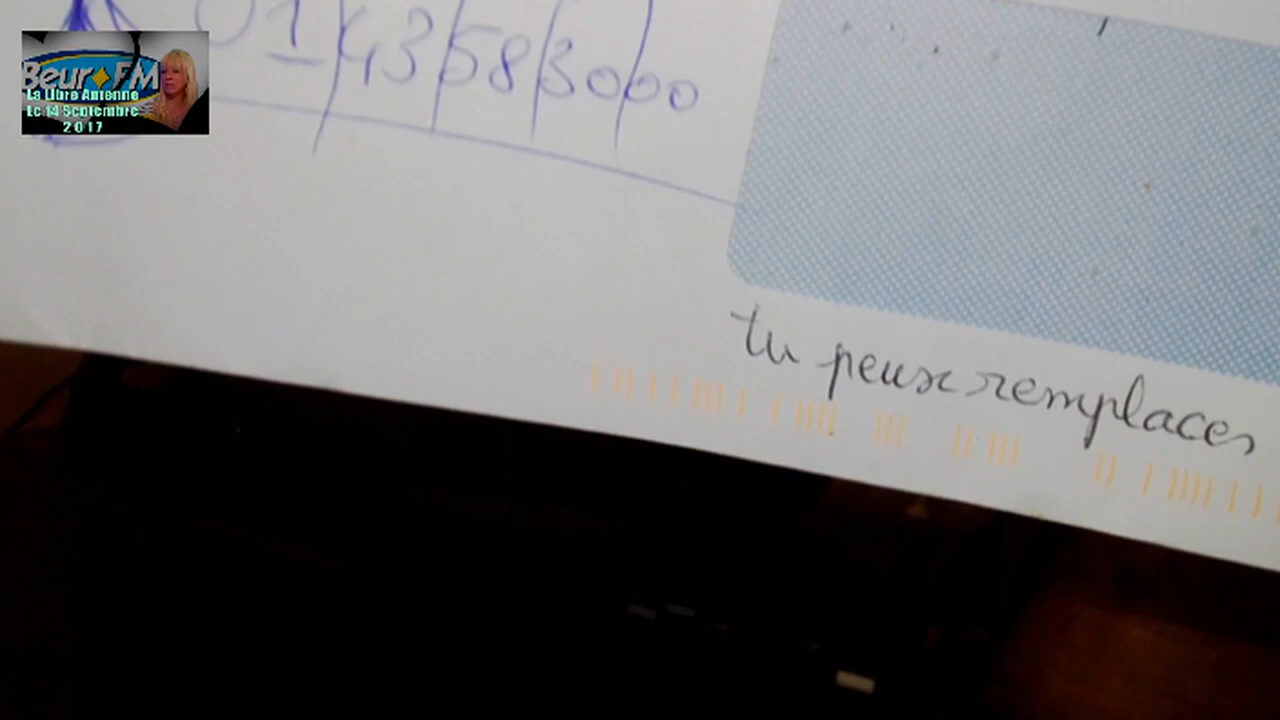 Beur FM
La Libre Antenne
Le 14 Septembre
2017
01 43 58 30 00
tu peux remplacer